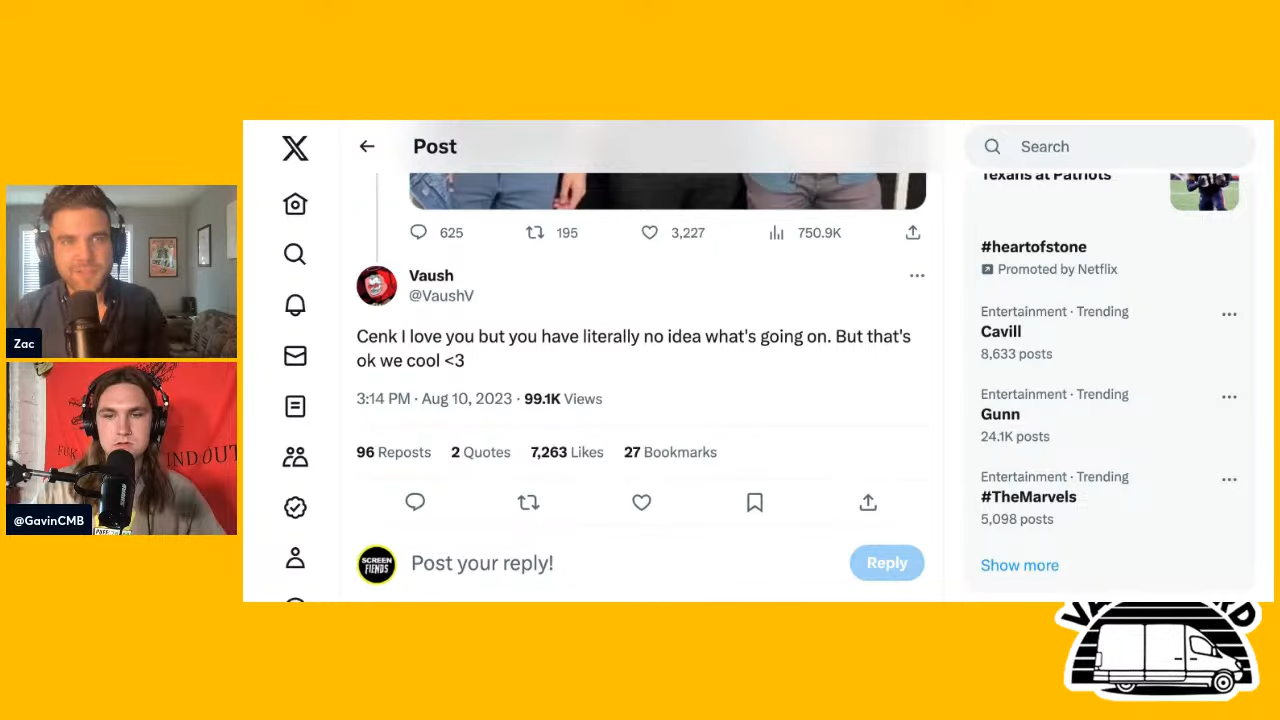 Post
Search
Texans at Patriots
625
195
3,227
750.9K
#heartofstone
Promoted by Netflix
Vaush
@VaushV
Cenk I love you but you have literally no idea what's going on. But that's
ok we cool <3
3:14 PM · Aug 10, 2023 · 99.1K Views
96 Reposts 2 Quotes 7,263 Likes 27 Bookmarks
Entertainment · Trending
Cavill
8,633 posts
Entertainment · Trending
Gunn
24.1K posts
Entertainment · Trending
#TheMarvels
5,098 posts
Show more
SCREEN
FIENDS
Post your reply!
Reply
Zac
IND OUT
@GavinCMB